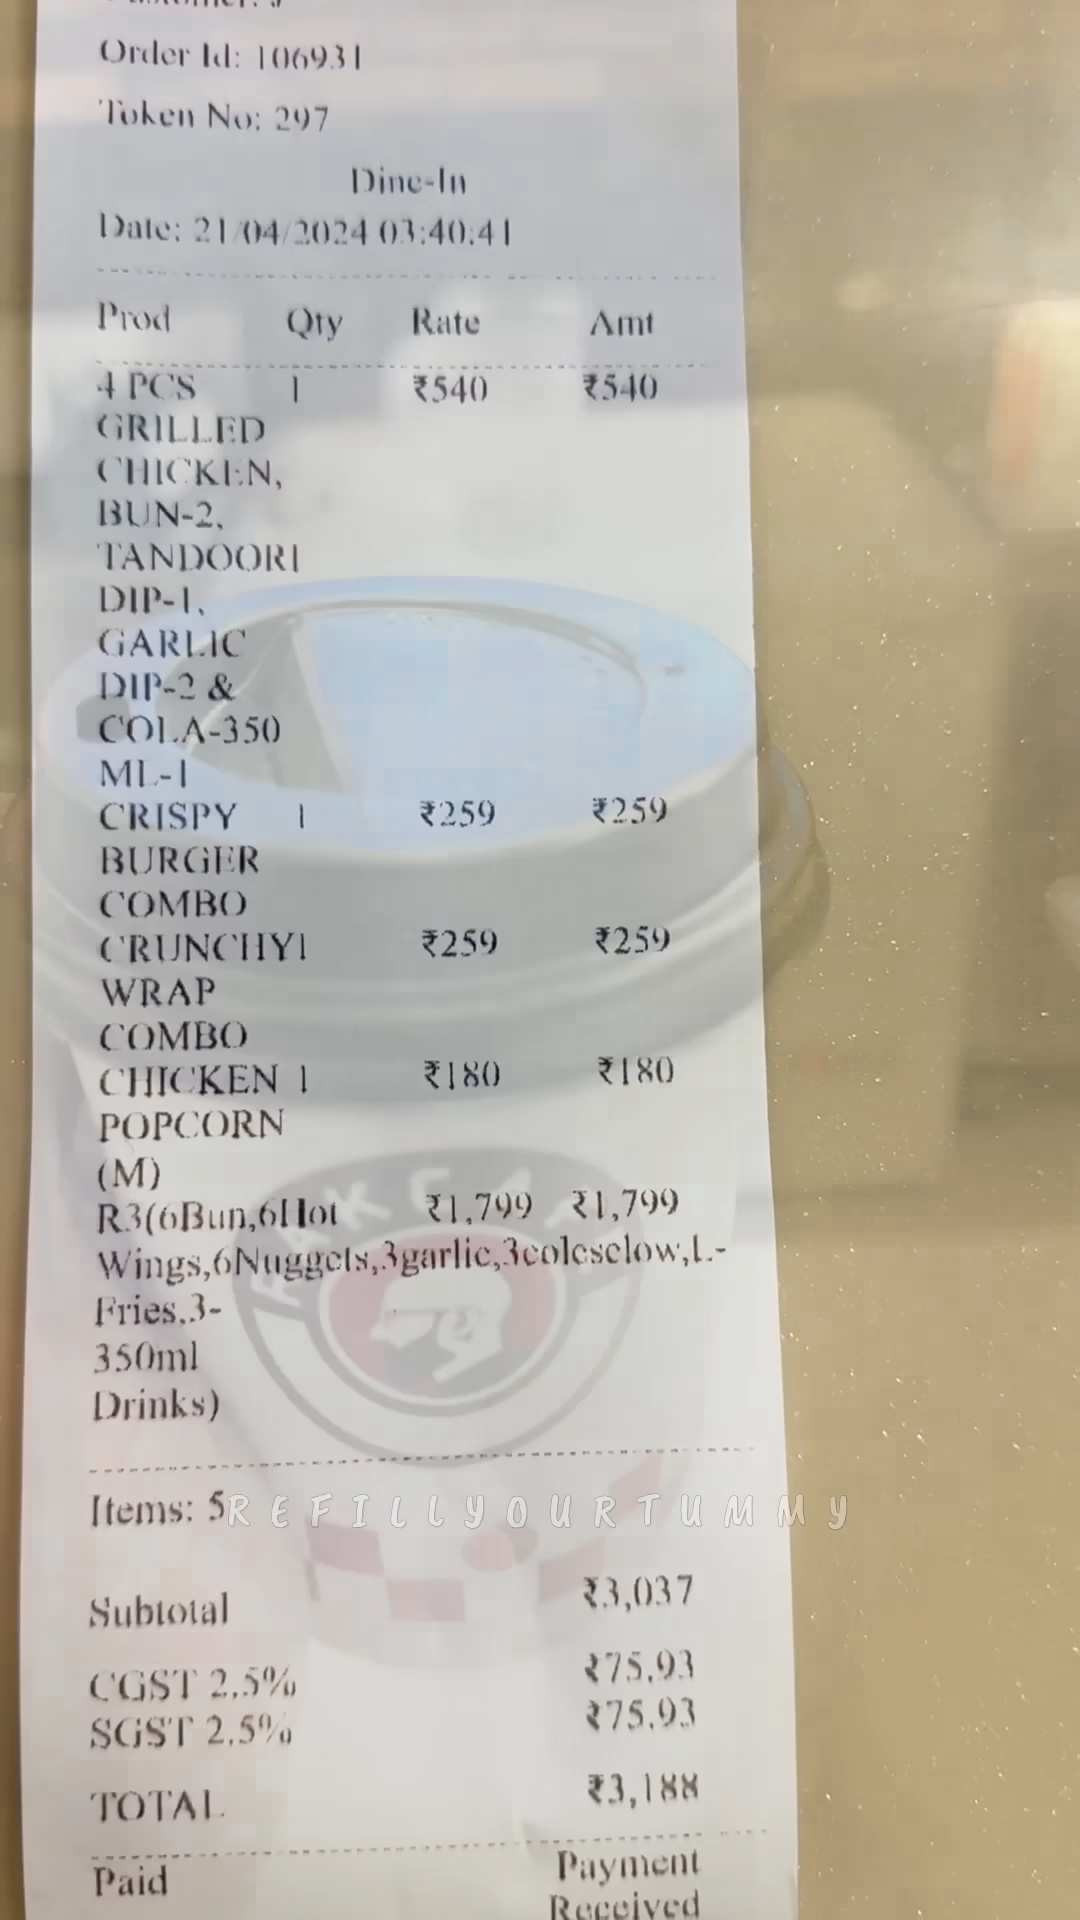 Order Id: 106931
Token No: 297
Dine-In
Date: 21/04/2024 03:40:41
Prod Qty Rate Amt
4 PCS 1 ₹540 ₹540
GRILLED
CHICKEN,
BUN-2,
TANDOORI
DIP-1,
GARLIC
DIP-2 &
COLA-350
ML-1
CRISPY 1 ₹259 ₹259
BURGER
COMBO
CRUNCHY1 ₹259 ₹259
WRAP
COMBO
CHICKEN 1 ₹180 ₹180
POPCORN
(M)
R3(6Bun,6Hot ₹1,799 ₹1,799
Wings,6Nuggets,3garlic,3coleselow,L-
Fries,3-
350ml
Drinks)
Items: 5
REFILLYOURTUMMY
Subtotal ₹3,037
CGST 2.5% ₹75.93
SGST 2.5% ₹75.93
TOTAL ₹3,188
Paid Payment
Received